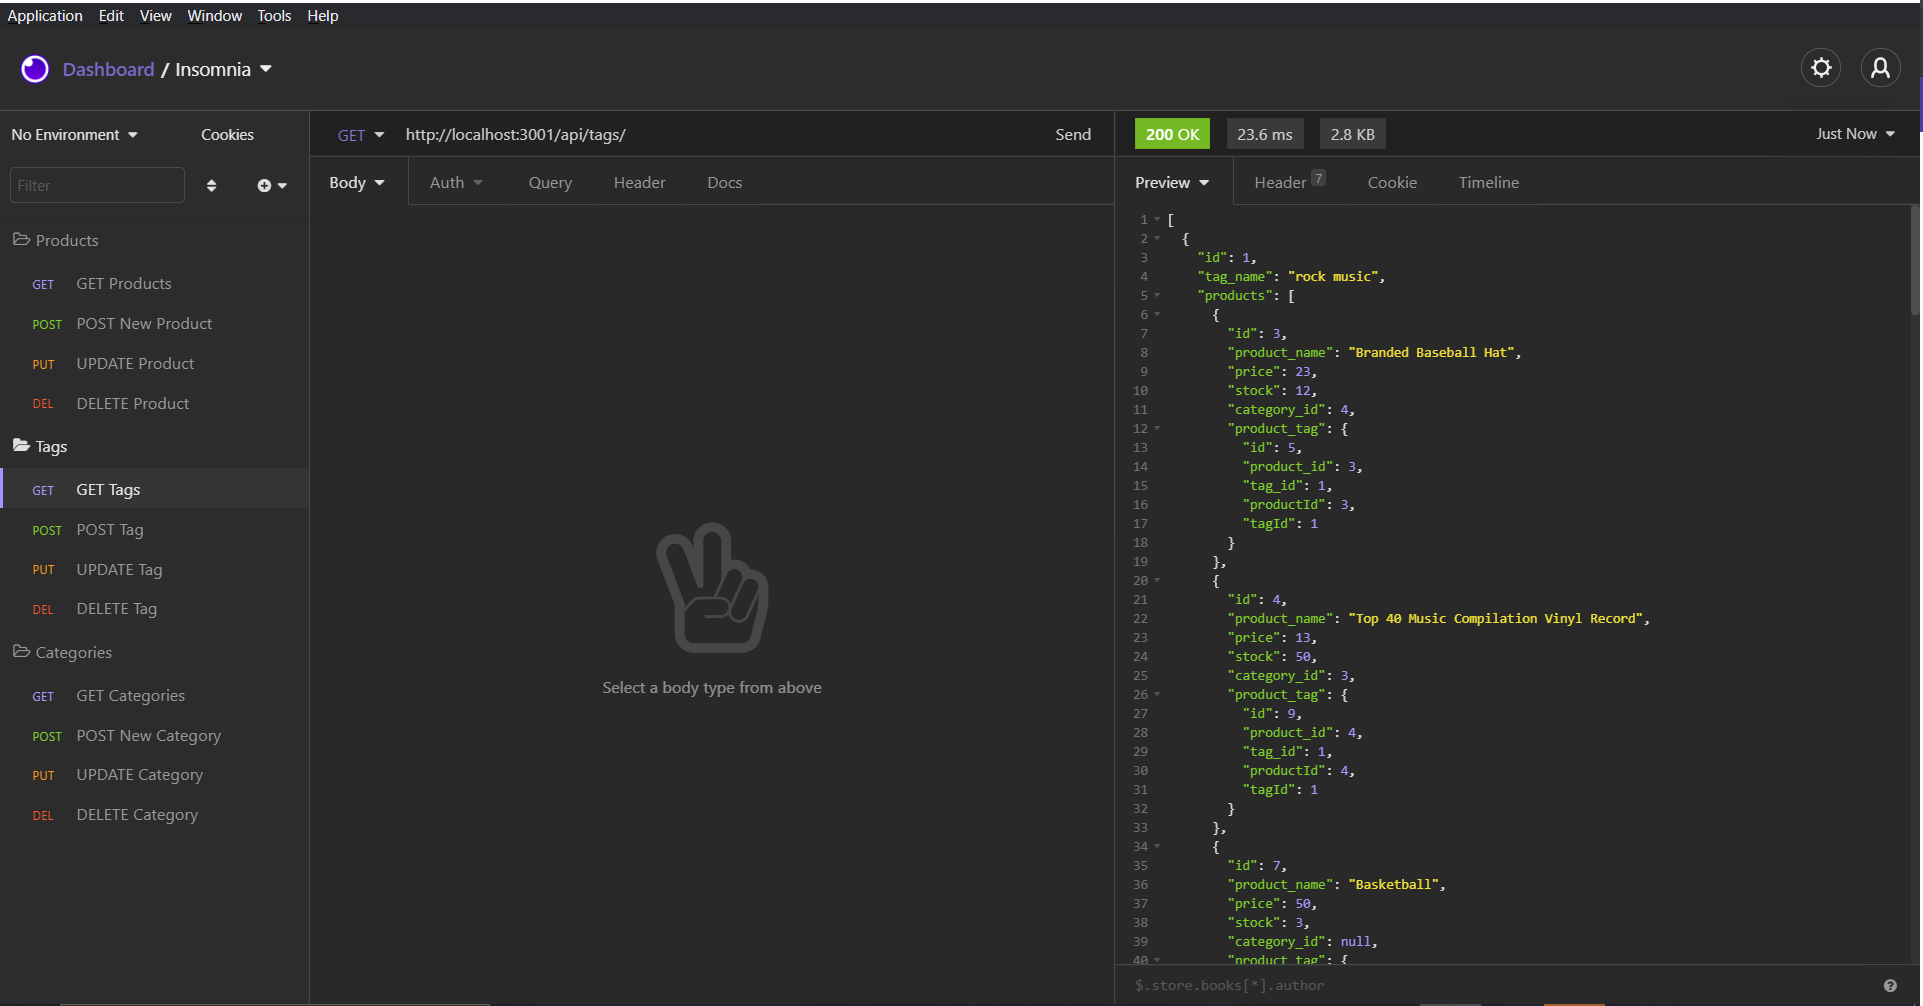 Application Edit View Window Tools Help
Dashboard / Insomnia
No Environment Cookies
Filter
Products
GET GET Products
POST POST New Product
PUT UPDATE Product
DEL DELETE Product
Tags
GET GET Tags
POST POST Tag
PUT UPDATE Tag
DEL DELETE Tag
Categories
GET GET Categories
POST POST New Category
PUT UPDATE Category
DEL DELETE Category
GET http://localhost:3001/api/tags/ Send
Body Auth Query Header Docs
Select a body type from above
200 OK 23.6 ms 2.8 KB Just Now
Preview Header 7 Cookie Timeline
1 [
2 {
3 "id": 1,
4 "tag_name": "rock music",
5 "products": [
6 {
7 "id": 3,
8 "product_name": "Branded Baseball Hat",
9 "price": 23,
10 "stock": 12,
11 "category_id": 4,
12 "product_tag": {
13 "id": 5,
14 "product_id": 3,
15 "tag_id": 1,
16 "productId": 3,
17 "tagId": 1
18 }
19 },
20 {
21 "id": 4,
22 "product_name": "Top 40 Music Compilation Vinyl Record",
23 "price": 13,
24 "stock": 50,
25 "category_id": 3,
26 "product_tag": {
27 "id": 9,
28 "product_id": 4,
29 "tag_id": 1,
30 "productId": 4,
31 "tagId": 1
32 }
33 },
34 {
35 "id": 7,
36 "product_name": "Basketball",
37 "price": 50,
38 "stock": 3,
39 "category_id": null,
40 "product_tag": {
$.store.books[*].author